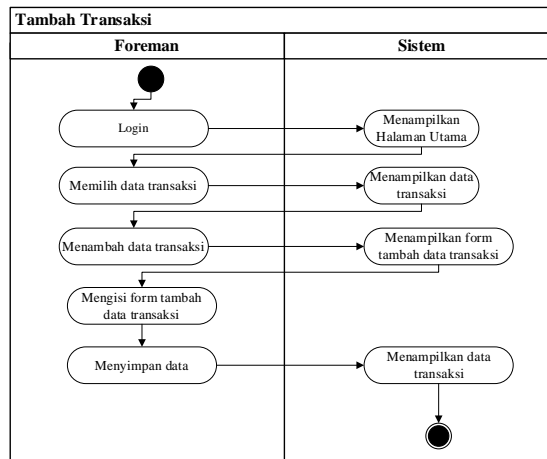 Tambah Transaksi
Foreman
Sistem
Login
Menampilkan
Halaman Utama
Memilih data transaksi
Menampilkan data
transaksi
Menambah data transaksi
Menampilkan form
tambah data transaksi
Mengisi form tambah
data transaksi
Menyimpan data
Menampilkan data
transaksi